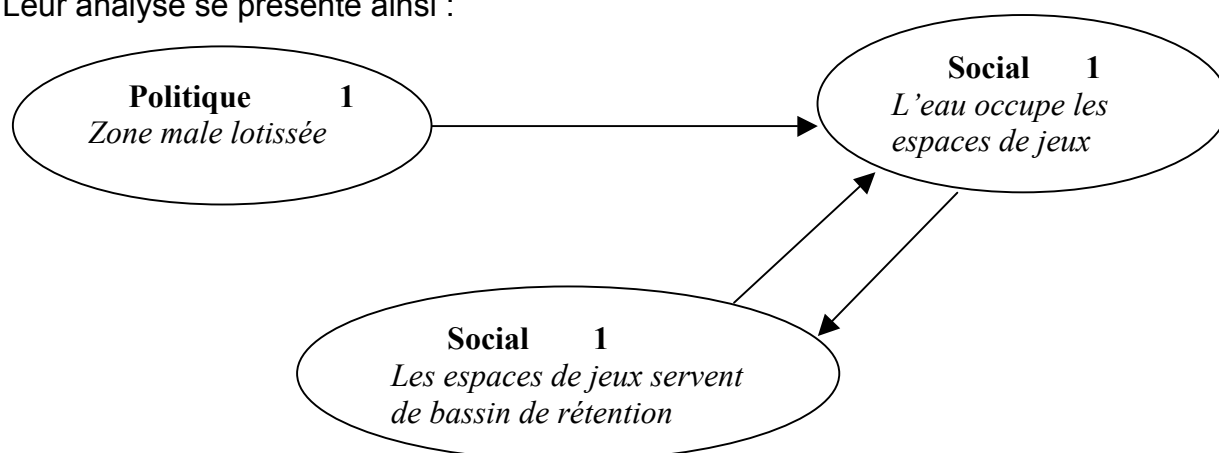 Leur analyse se présente ainsi :
Politique 1
Zone male lotissée
Social 1
L’eau occupe les
espaces de jeux
Social 1
Les espaces de jeux servent
de bassin de rétention